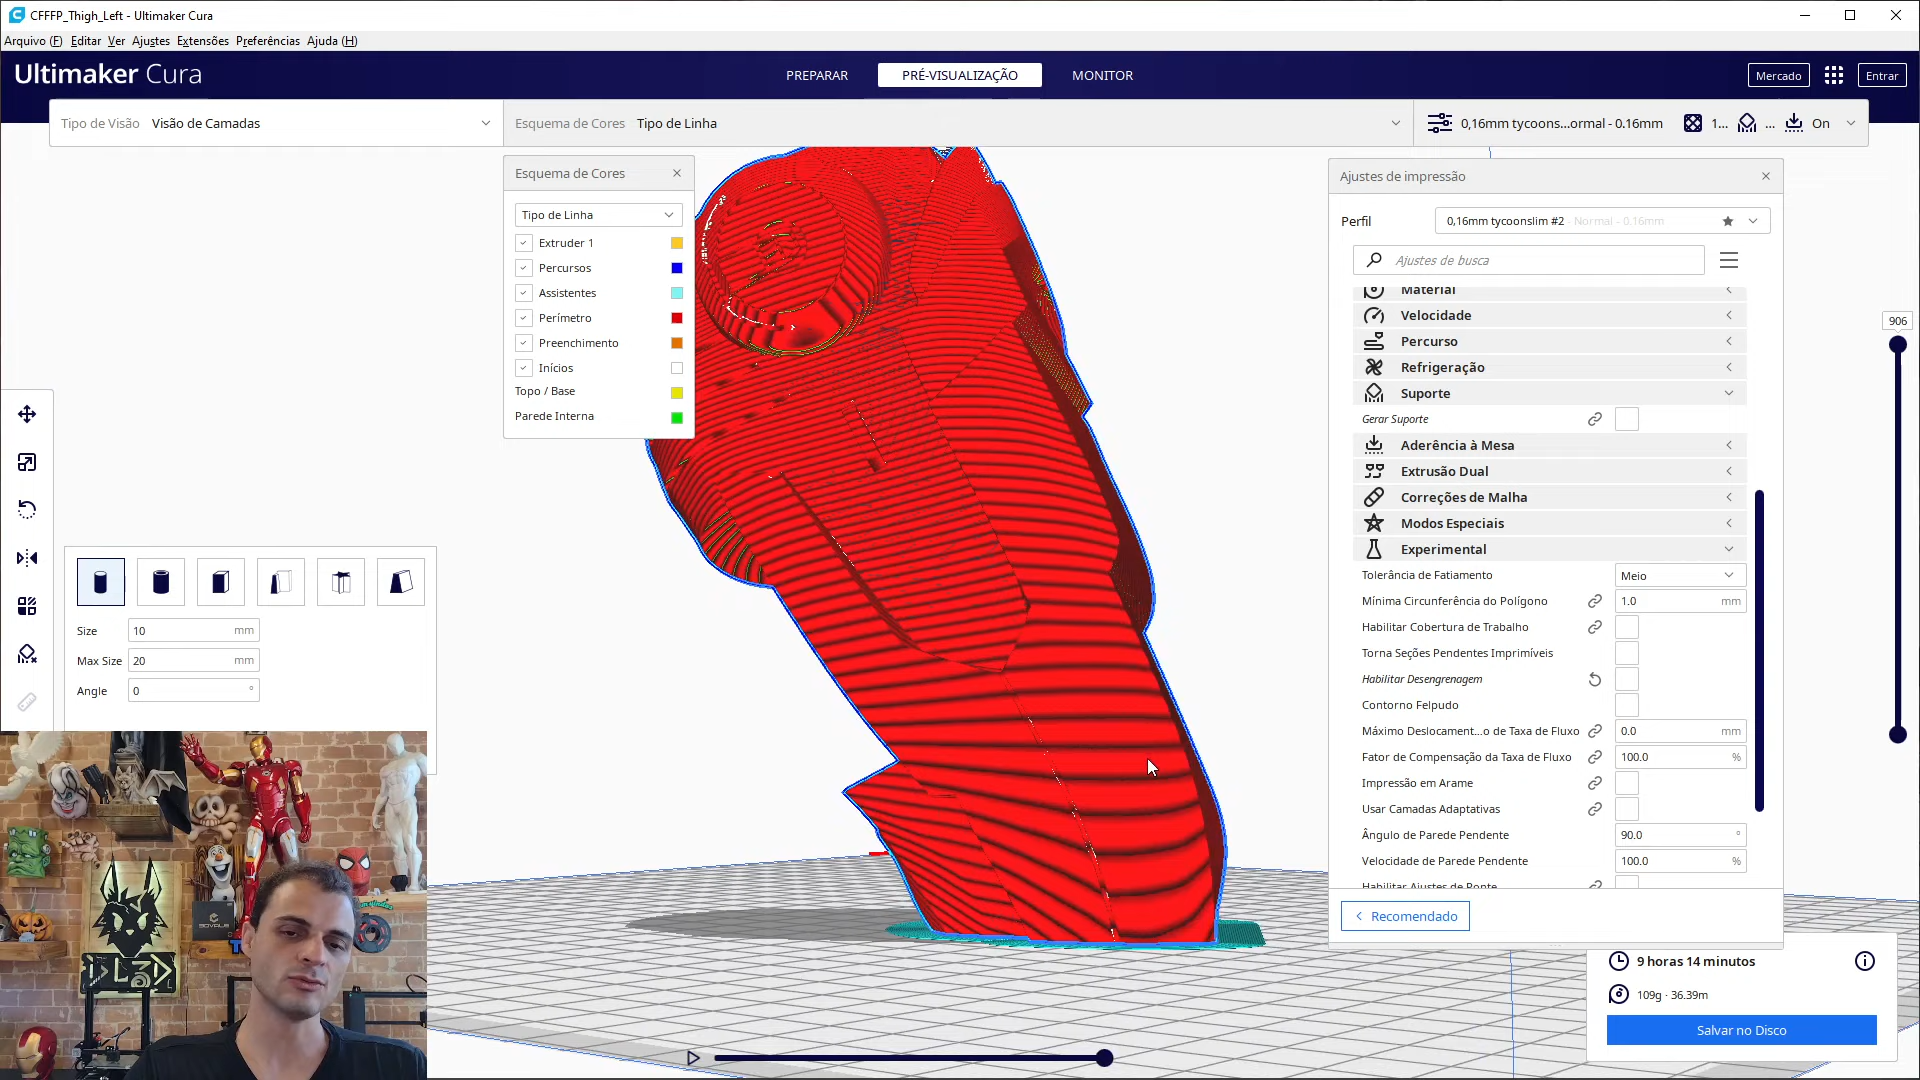 CFFFP_Thigh_Left - Ultimaker Cura
Arquivo (F) Editar Ver Ajustes Extensões Preferências Ajuda (H)
Ultimaker Cura
PREPARAR
PRÉ-VISUALIZAÇÃO
MONITOR
Mercado
Entrar
Tipo de Visão Visão de Camadas
Esquema de Cores Tipo de Linha
0,16mm tycoons...ormal - 0.16mm
1...
...
On
Esquema de Cores
Tipo de Linha
Extruder 1
Percursos
Assistentes
Perímetro
Preenchimento
Inícios
Topo / Base
Parede Interna
Ajustes de impressão
Perfil 0,16mm tycoonslim #2 - Normal - 0.16mm
Ajustes de busca
Material
Velocidade
Percurso
Refrigeração
Suporte
Gerar Suporte
Aderência à Mesa
Extrusão Dual
Correções de Malha
Modos Especiais
Experimental
Tolerância de Fatiamento Meio
Mínima Circunferência do Polígono 1.0 mm
Habilitar Cobertura de Trabalho
Torna Seções Pendentes Imprimíveis
Habilitar Desengrenagem
Contorno Felpudo
Máximo Deslocament...o de Taxa de Fluxo 0.0 mm
Fator de Compensação da Taxa de Fluxo 100.0 %
Impressão em Arame
Usar Camadas Adaptativas
Ângulo de Parede Pendente 90.0 °
Velocidade de Parede Pendente 100.0 %
Habilitar Ajustes de Ponte
Recomendado
906
Size 10 mm
Max Size 20 mm
Angle 0 °
9 horas 14 minutos
109g · 36.39m
Salvar no Disco
DL3D